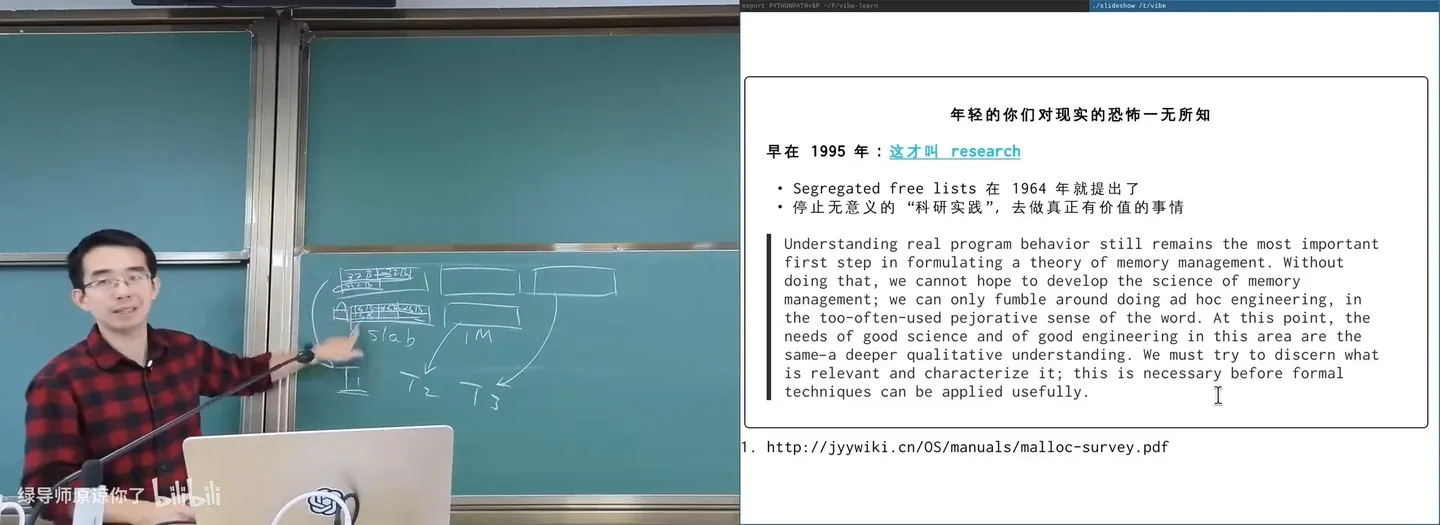 export PYTHONPATH=$P ~/P/vibe-learn
./slideshow /t/vibe
年轻的你们对现实的恐怖一无所知
早在 1995 年：这才叫 research
• Segregated free lists 在 1964 年就提出了
• 停止无意义的 “科研实践”，去做真正有价值的事情
Understanding real program behavior still remains the most important
first step in formulating a theory of memory management. Without
doing that, we cannot hope to develop the science of memory
management; we can only fumble around doing ad hoc engineering, in
the too-often-used pejorative sense of the word. At this point, the
needs of good science and of good engineering in this area are the
same—a deeper qualitative understanding. We must try to discern what
is relevant and characterize it; this is necessary before formal
techniques can be applied usefully.
1. http://jyywiki.cn/OS/manuals/malloc-survey.pdf
32B
32B
slab
1M
T1
T2
T3
绿导师原谅你了 bilibili